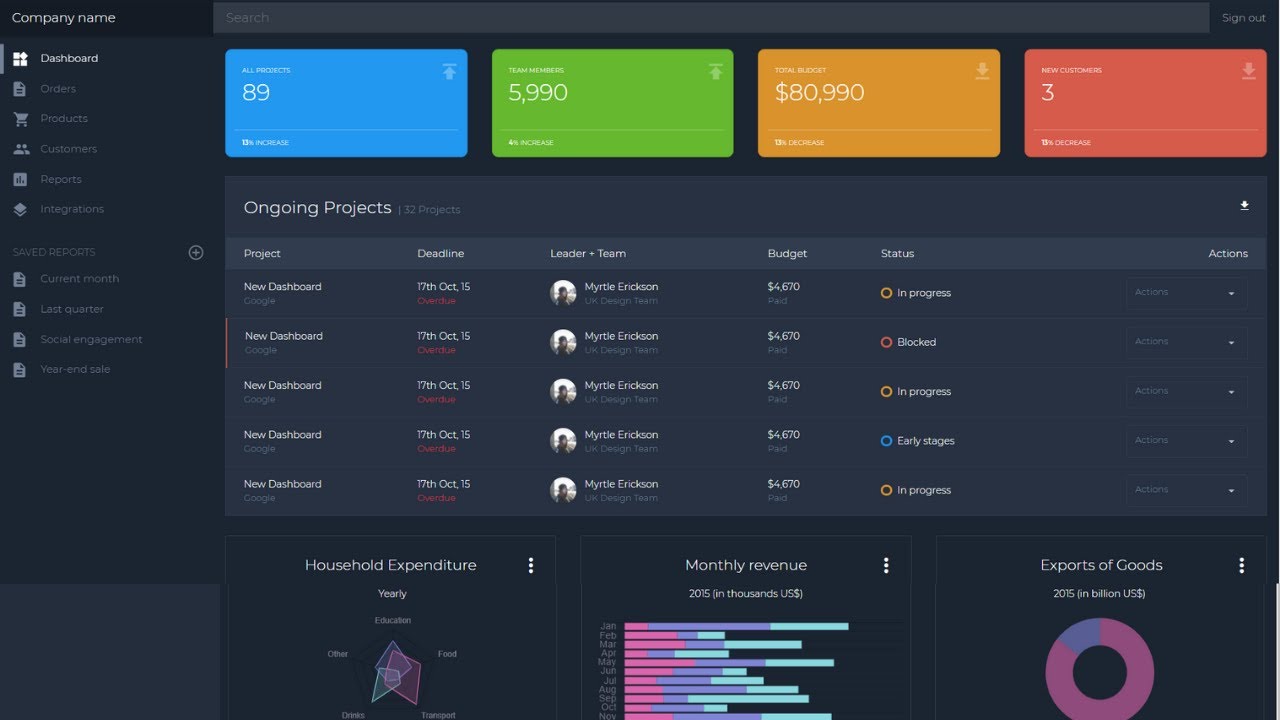 Company name
Search
Sign out
Dashboard
Orders
Products
Customers
Reports
Integrations
SAVED REPORTS
Current month
Last quarter
Social engagement
Year-end sale
ALL PROJECTS
89
13% INCREASE
TEAM MEMBERS
5,990
4% INCREASE
TOTAL BUDGET
$80,990
13% DECREASE
NEW CUSTOMERS
3
13% DECREASE
Ongoing Projects | 32 Projects
Project Deadline Leader + Team Budget Status Actions
New Dashboard 17th Oct, 15 Myrtle Erickson $4,670 In progress Actions
Google Overdue UK Design Team Paid
New Dashboard 17th Oct, 15 Myrtle Erickson $4,670 Blocked Actions
Google Overdue UK Design Team Paid
New Dashboard 17th Oct, 15 Myrtle Erickson $4,670 In progress Actions
Google Overdue UK Design Team Paid
New Dashboard 17th Oct, 15 Myrtle Erickson $4,670 Early stages Actions
Google Overdue UK Design Team Paid
New Dashboard 17th Oct, 15 Myrtle Erickson $4,670 In progress Actions
Google Overdue UK Design Team Paid
Household Expenditure
Yearly
Education
Other
Food
Drinks
Transport
Monthly revenue
2015 (in thousands US$)
Jan
Feb
Mar
Apr
May
Jun
Jul
Aug
Sep
Oct
Nov
Exports of Goods
2015 (in billion US$)